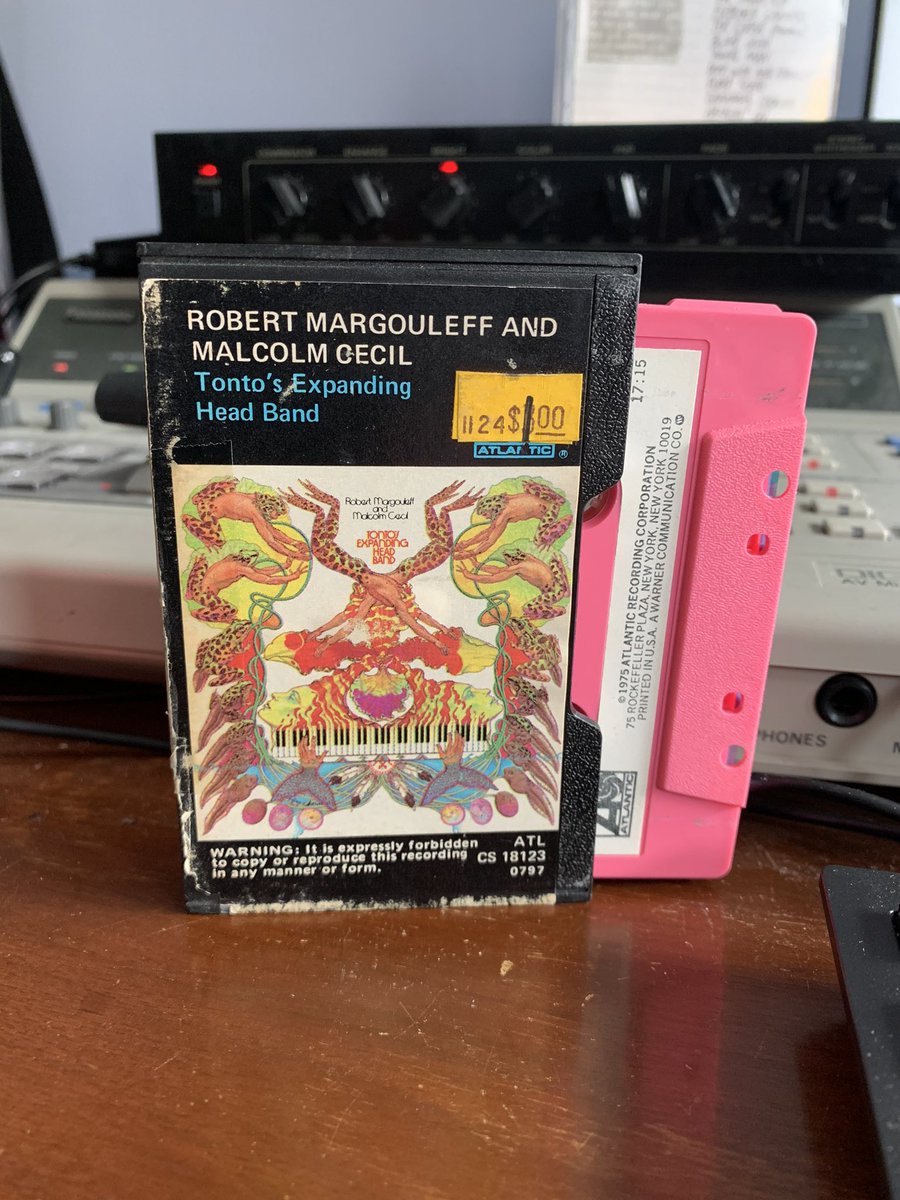 ROBERT MARGOULEFF AND
MALCOLM CECIL
Tonto's Expanding
Head Band
ATLANTIC ®
Robert Margouleff
and
Malcolm Cecil
TONTO'S
EXPANDING
HEAD
BAND
WARNING: It is expressly forbidden
to copy or reproduce this recording
in any manner or form.
ATL
CS 18123
0797
17:15
© 1975 ATLANTIC RECORDING CORPORATION
75 ROCKEFELLER PLAZA, NEW YORK, NEW YORK 10019
PRINTED IN U.S.A. A WARNER COMMUNICATION CO.
ATLANTIC
PHONES